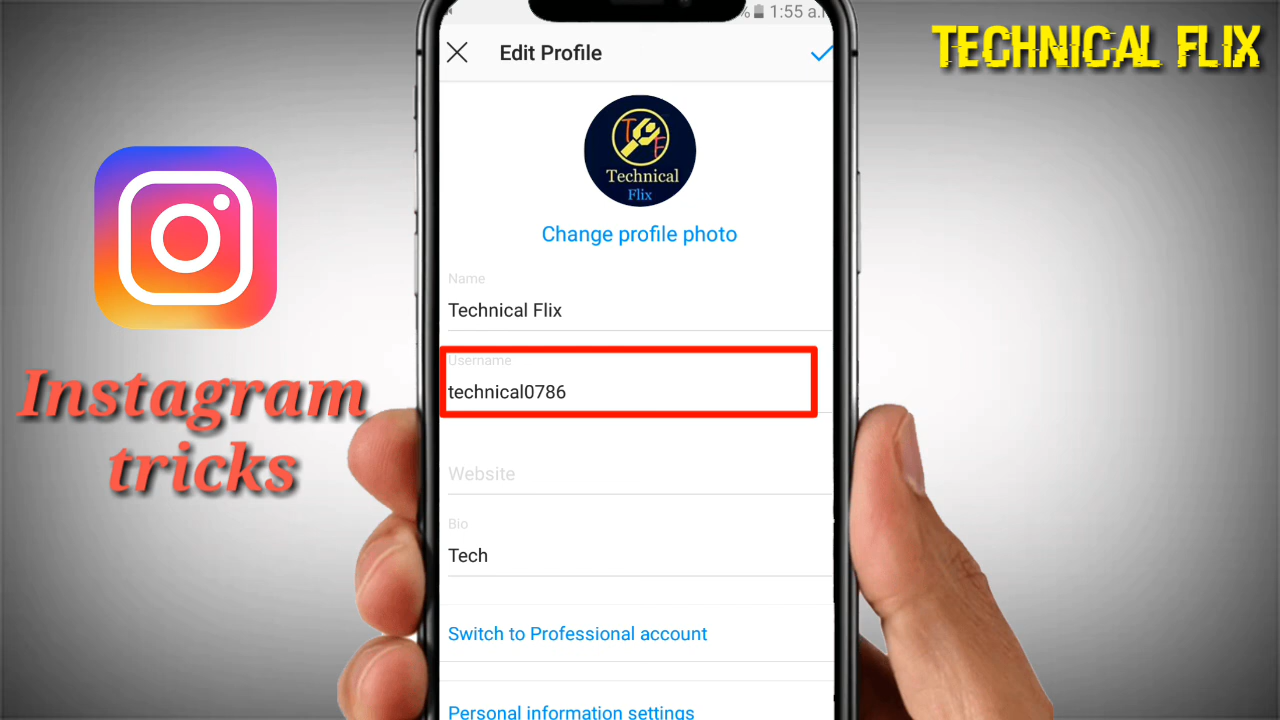 % 1:55 a.
TECHNICAL FLIX
Edit Profile
T
F
Technical
Flix
Change profile photo
Name
Technical Flix
Username
technical0786
Instagram
tricks
Website
Bio
Tech
Switch to Professional account
Personal information settings